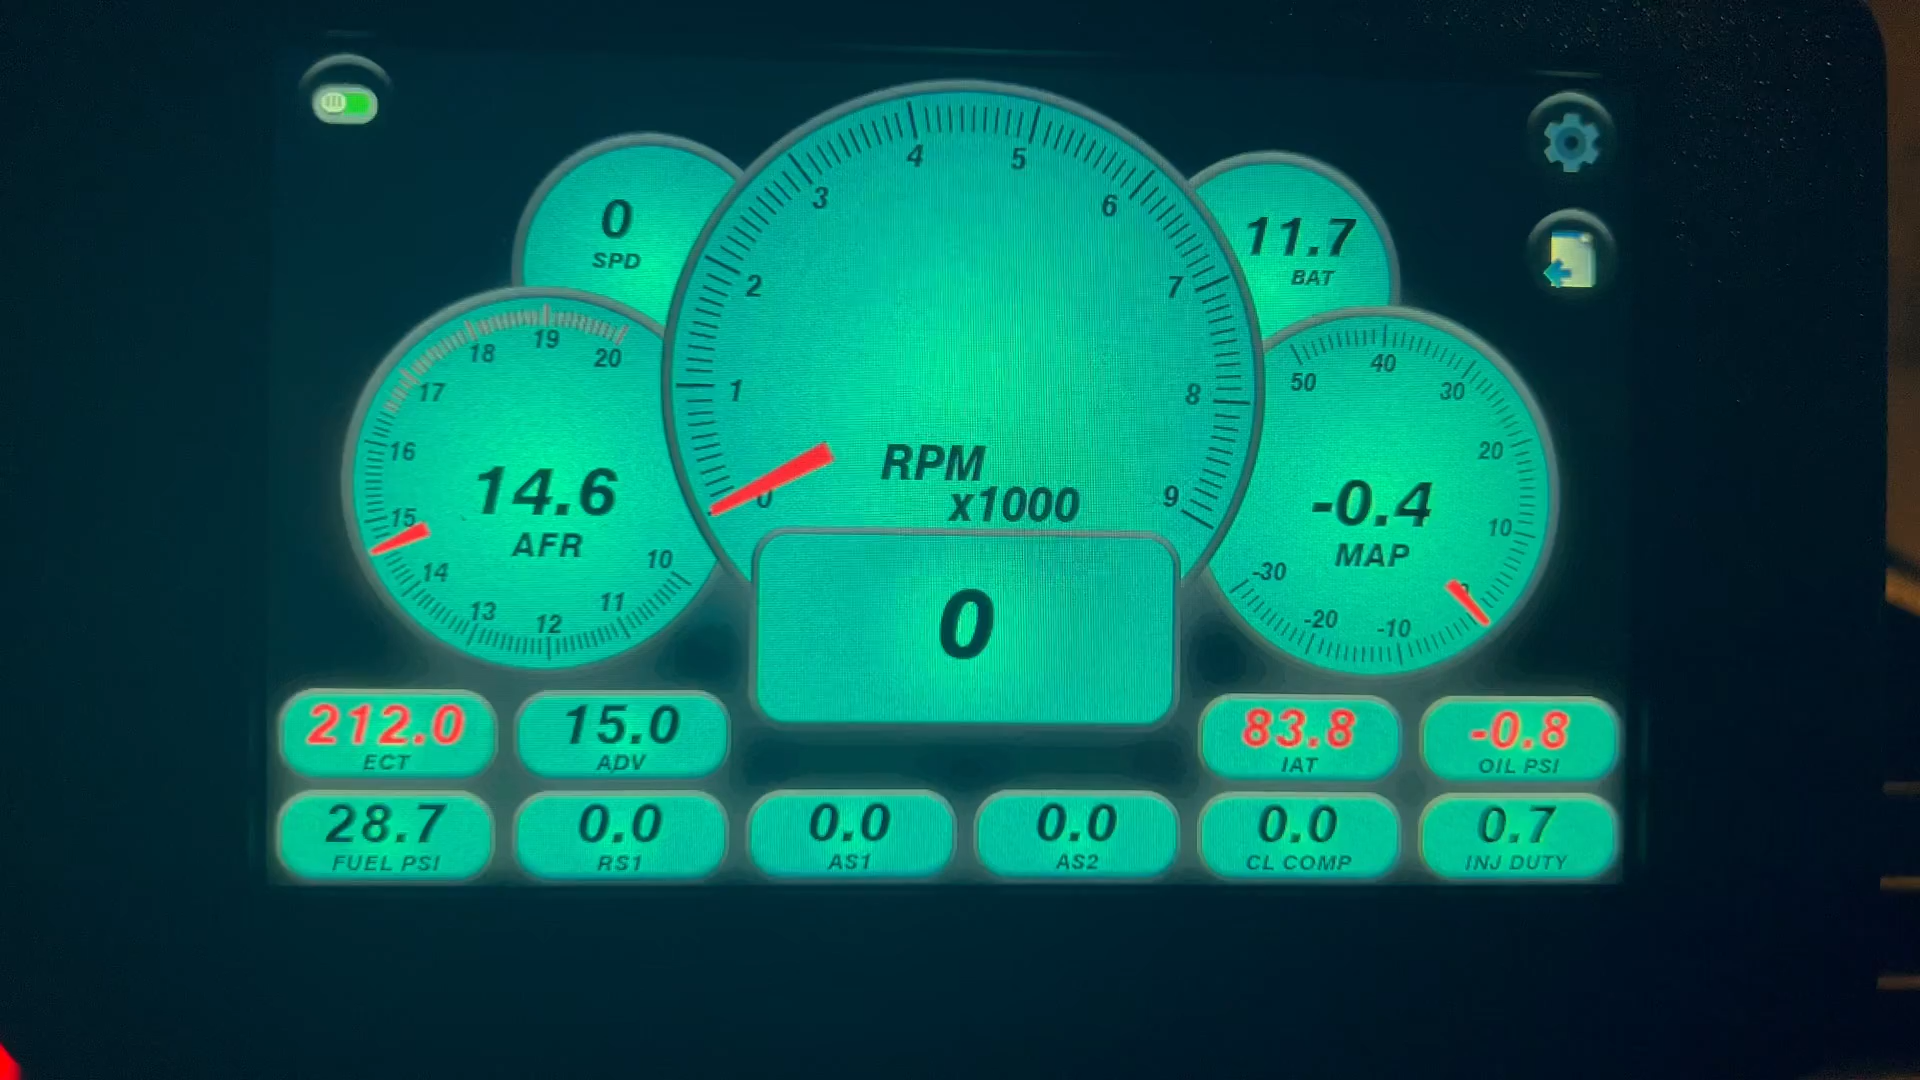 0
SPD
11.7
BAT
0
1
2
3
4
5
6
7
8
9
RPM
x1000
0
10
11
12
13
14
15
16
17
18
19
20
14.6
AFR
-30
-20
-10
10
20
30
40
50
-0.4
MAP
212.0
ECT
15.0
ADV
83.8
IAT
-0.8
OIL PSI
28.7
FUEL PSI
0.0
RS1
0.0
AS1
0.0
AS2
0.0
CL COMP
0.7
INJ DUTY